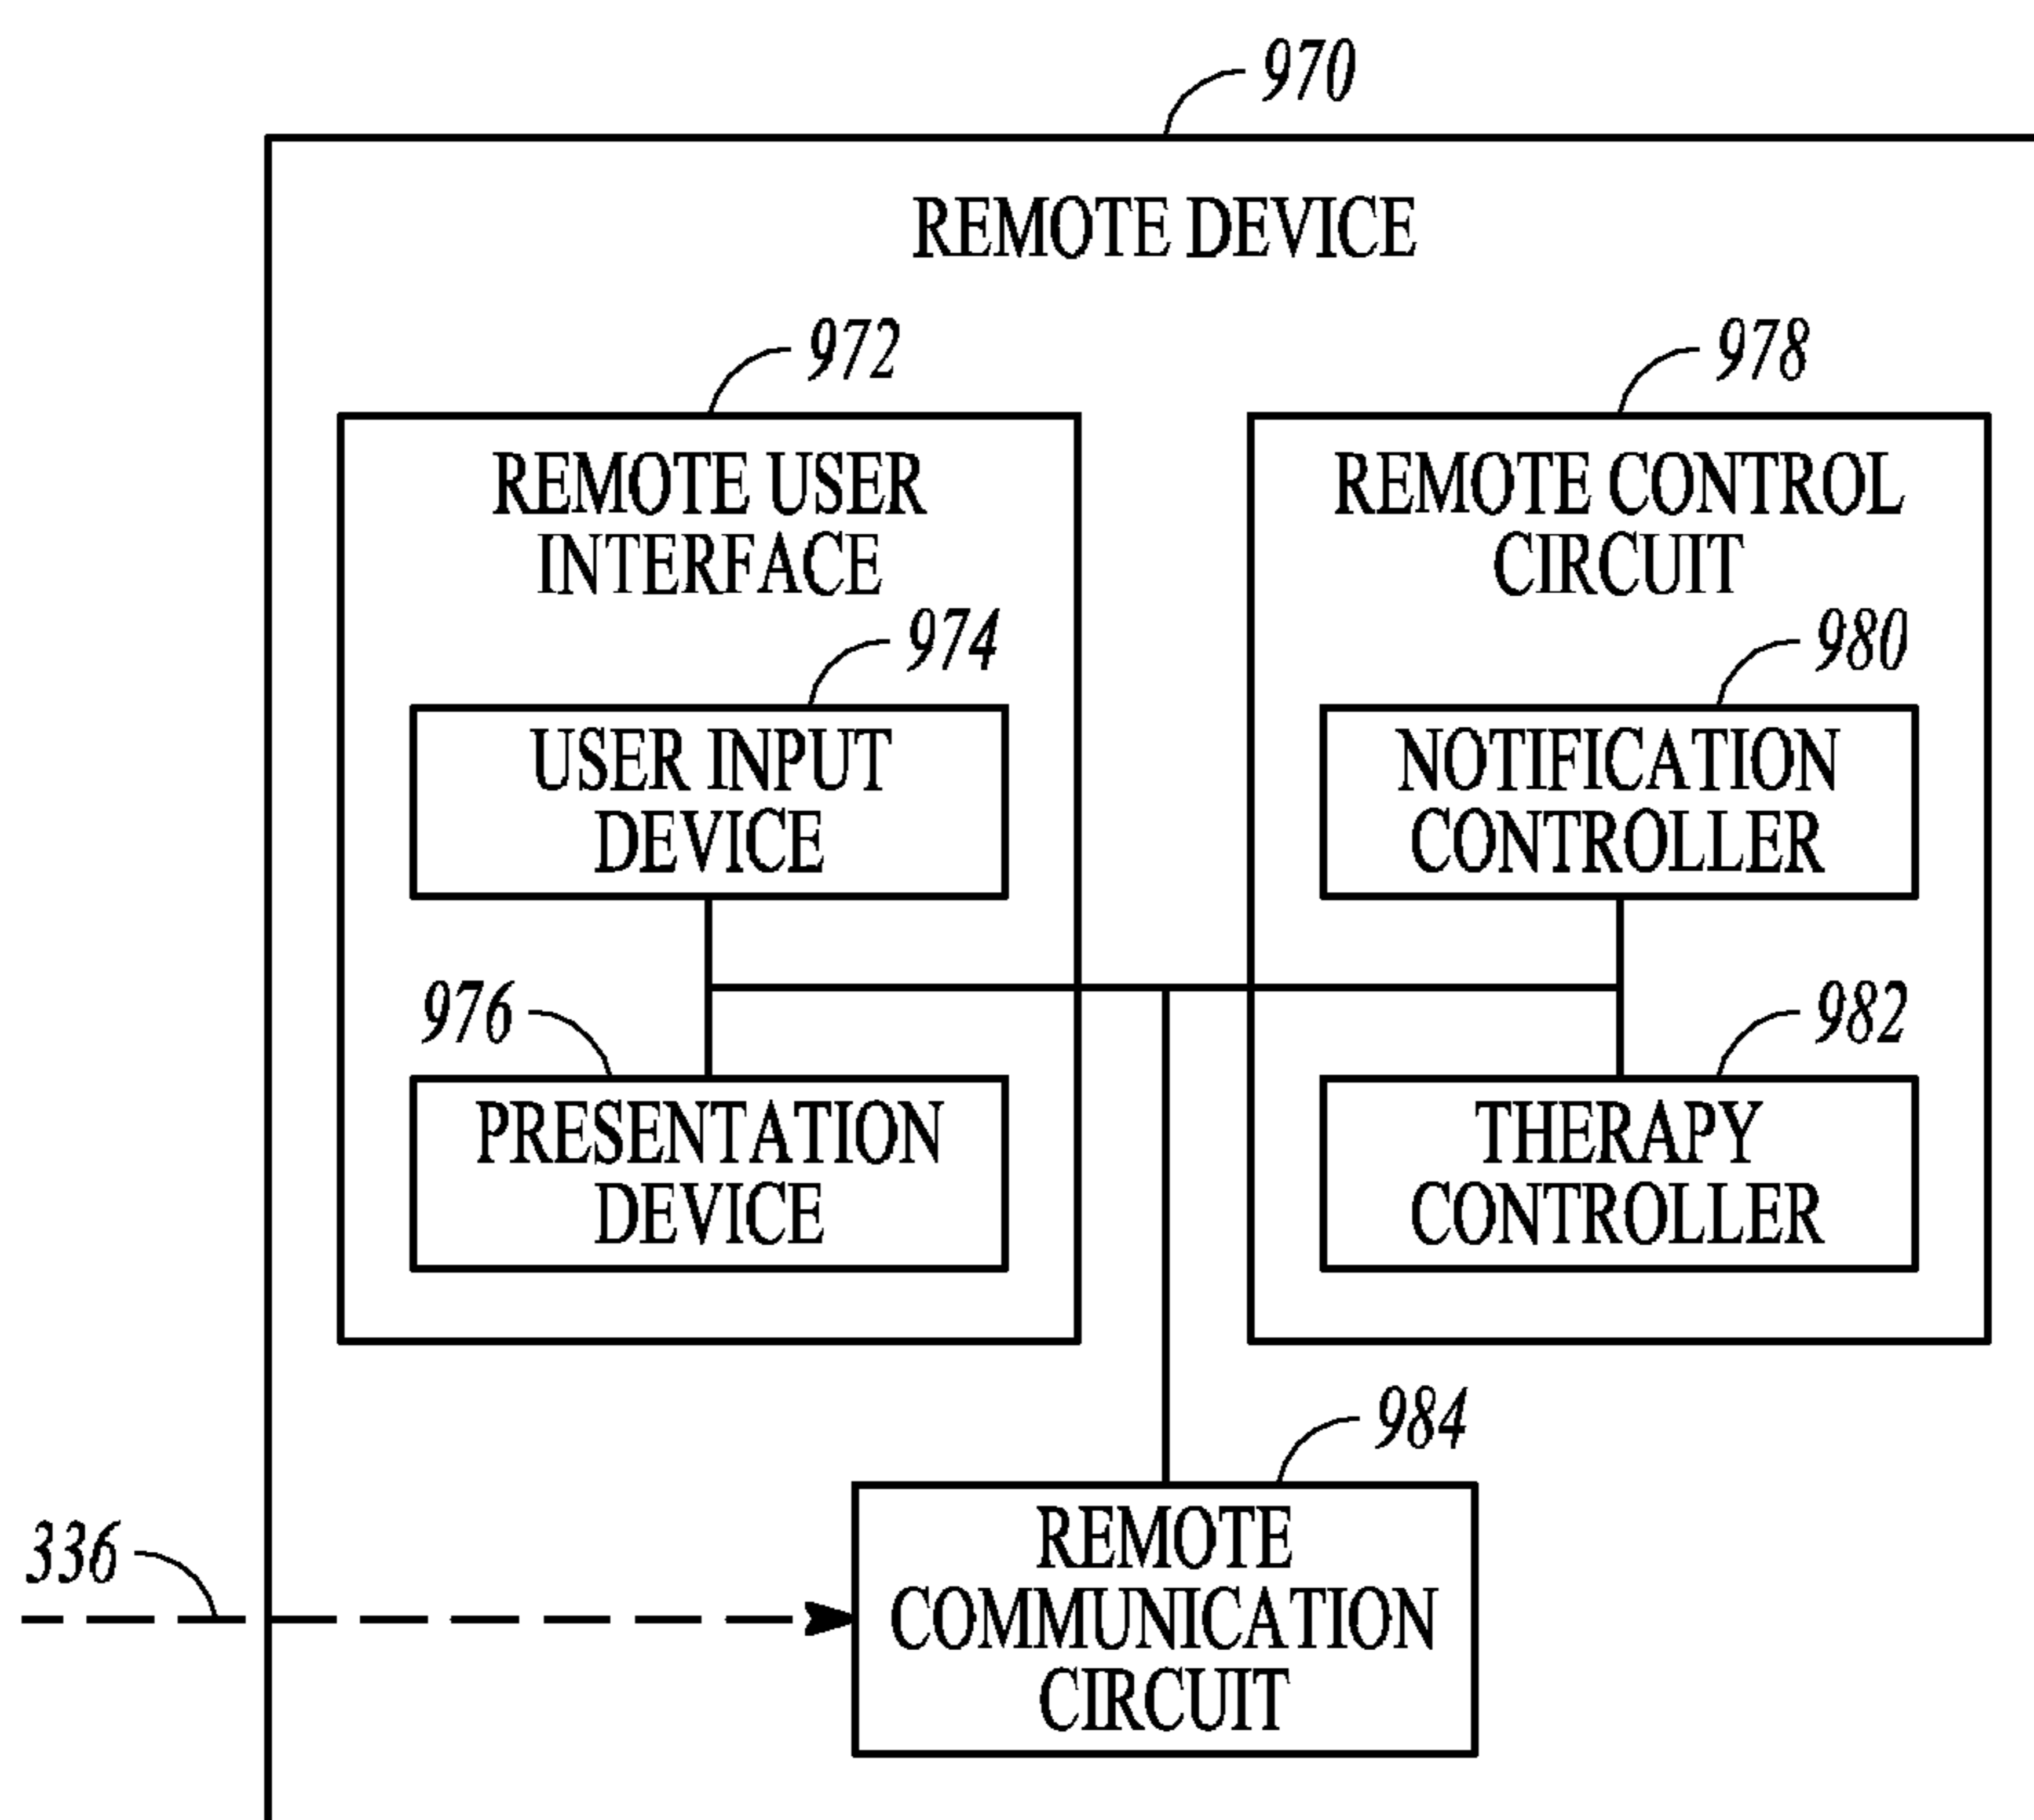 970
REMOTE DEVICE
972
REMOTE USER
INTERFACE
974
USER INPUT
DEVICE
976
PRESENTATION
DEVICE
978
REMOTE CONTROL
CIRCUIT
980
NOTIFICATION
CONTROLLER
982
THERAPY
CONTROLLER
984
REMOTE
COMMUNICATION
CIRCUIT
336